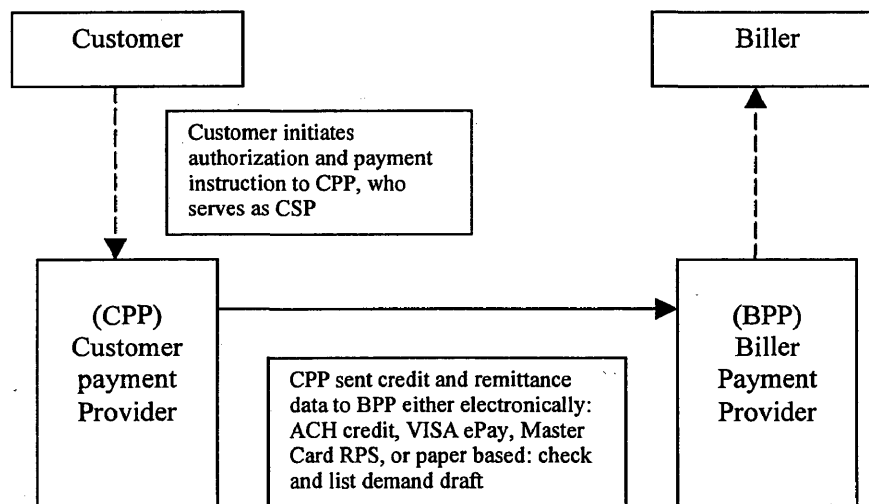 Customer
Biller
Customer initiates
authorization and payment
instruction to CPP, who
serves as CSP
(CPP)
Customer
payment
Provider
(BPP)
Biller
Payment
Provider
CPP sent credit and remittance
data to BPP either electronically:
ACH credit, VISA ePay, Master
Card RPS, or paper based: check
and list demand draft